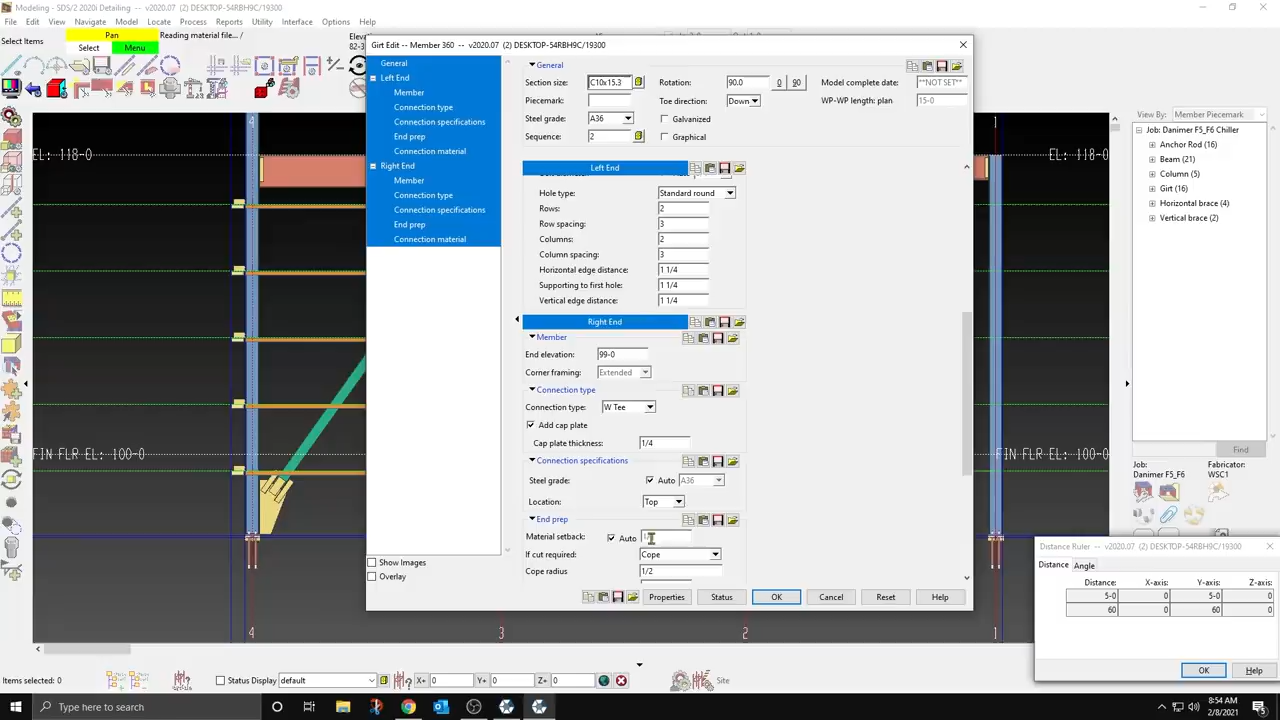 Modeling - SDS/2 2020i Detailing -- v2020.07 DESKTOP-54RBH9C/19300
File Edit View Navigate Model Locate Process Reports Utility Interface Options Help
Select Items
Pan
Select
Menu
Reading material file... /
Eleva
82-3
Girt Edit -- Member 360 -- v2020.07 (2) DESKTOP-54RBH9C/19300
General
Left End
Member
Connection type
Connection specifications
End prep
Connection material
Right End
Member
Connection type
Connection specifications
End prep
Connection material
Show Images
Overlay
General
Section size: C10x15.3
Rotation: 90.0 0 90
Model complete date: **NOT SET**
Piecemark:
Toe direction: Down
WP-WP length: plan 15-0
Steel grade: A36
Galvanized
Sequence: 2
Graphical
Left End
Hole type: Standard round
Rows: 2
Row spacing: 3
Columns: 2
Column spacing: 3
Horizontal edge distance: 1 1/4
Supporting to first hole: 1 1/4
Vertical edge distance: 1 1/4
Right End
Member
End elevation: 99-0
Corner framing: Extended
Connection type
Connection type: W Tee
Add cap plate
Cap plate thickness: 1/4
Connection specifications
Steel grade: Auto A36
Location: Top
End prep
Material setback: Auto
If cut required: Cope
Cope radius 1/2
Properties Status OK Cancel Reset Help
4
1
EL: 118-0
EL: 118-0
FIN FLR EL: 100-0
FIN FLR EL: 100-0
4 3 2 1
View By: Member Piecemark
Job: Danimer F5_F6 Chiller
Anchor Rod (16)
Beam (21)
Column (5)
Girt (16)
Horizontal brace (4)
Vertical brace (2)
Find
Job: Danimer F5_F6
Fabricator: WSC1
Distance Ruler -- v2020.07 (2) DESKTOP-54RBH9C/19300
Distance Angle
Distance: X-axis: Y-axis: Z-axis:
5-0 0 5-0 0
60 0 60 0
OK Help
Items selected: 0
Status Display default
X+ 0 Y+ 0 Z+ 0
Site
Type here to search
8:54 AM
2/8/2021
5